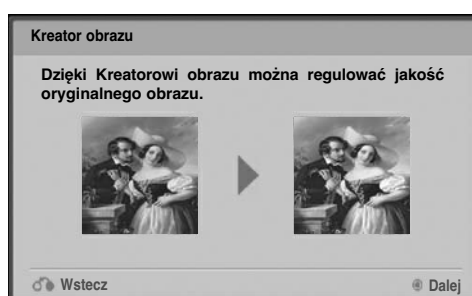 Kreator obrazu
Dzięki Kreatorowi obrazu można regulować jakość
oryginalnego obrazu.
Wstecz
Dalej